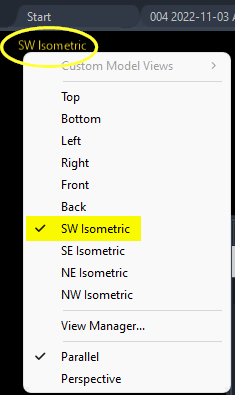 Start 004 2022-11-03 A
SW Isometric
Custom Model Views
Top
Bottom
Left
Right
Front
Back
SW Isometric
SE Isometric
NE Isometric
NW Isometric
View Manager...
Parallel
Perspective